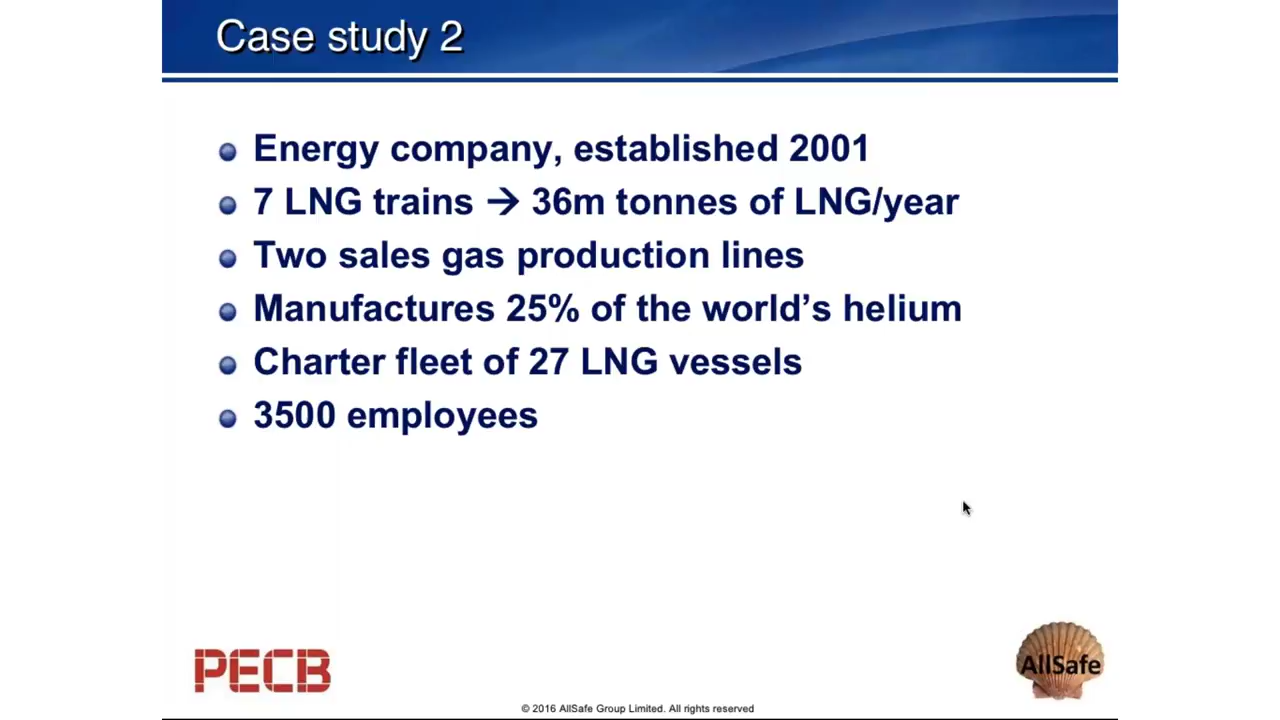 Case study 2
Energy company, established 2001
7 LNG trains → 36m tonnes of LNG/year
Two sales gas production lines
Manufactures 25% of the world’s helium
Charter fleet of 27 LNG vessels
3500 employees
PECB
AllSafe
© 2016 AllSafe Group Limited. All rights reserved